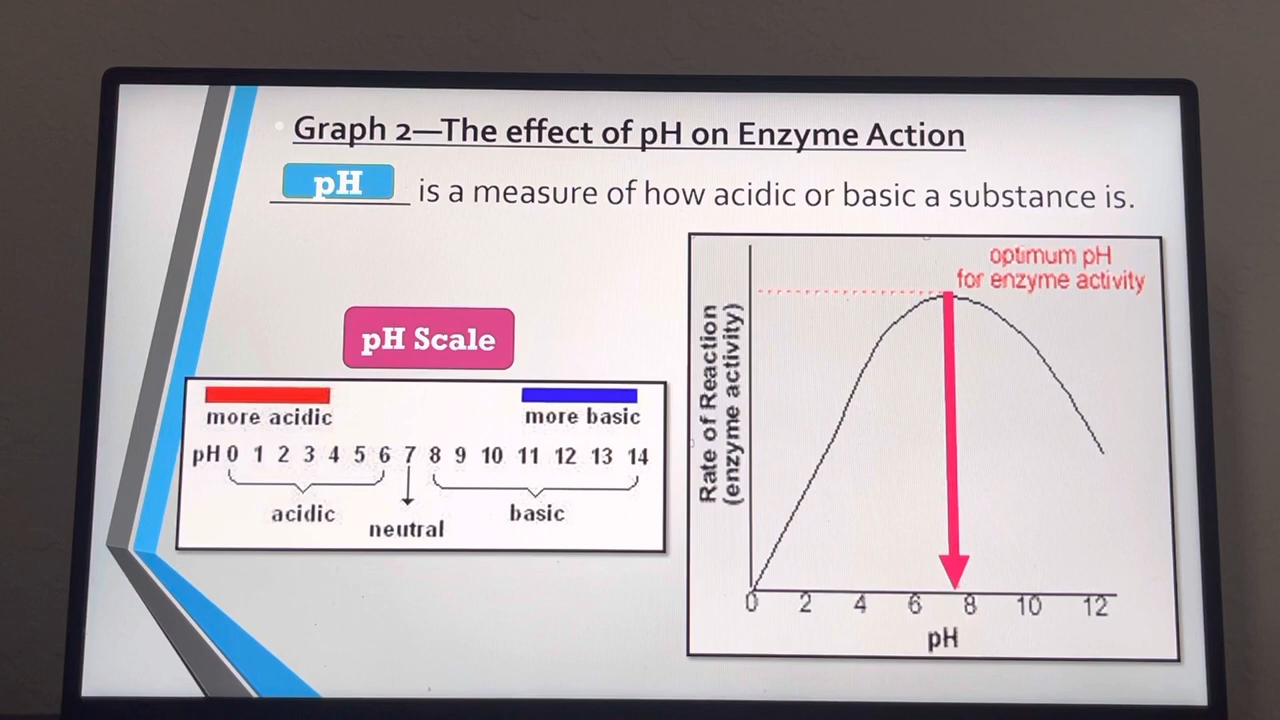 Graph 2—The effect of pH on Enzyme Action
pH is a measure of how acidic or basic a substance is.
pH Scale
more acidic more basic
pH 0 1 2 3 4 5 6 7 8 9 10 11 12 13 14
acidic neutral basic
optimum pH
for enzyme activity
Rate of Reaction
(enzyme activity)
0 2 4 6 8 10 12
pH